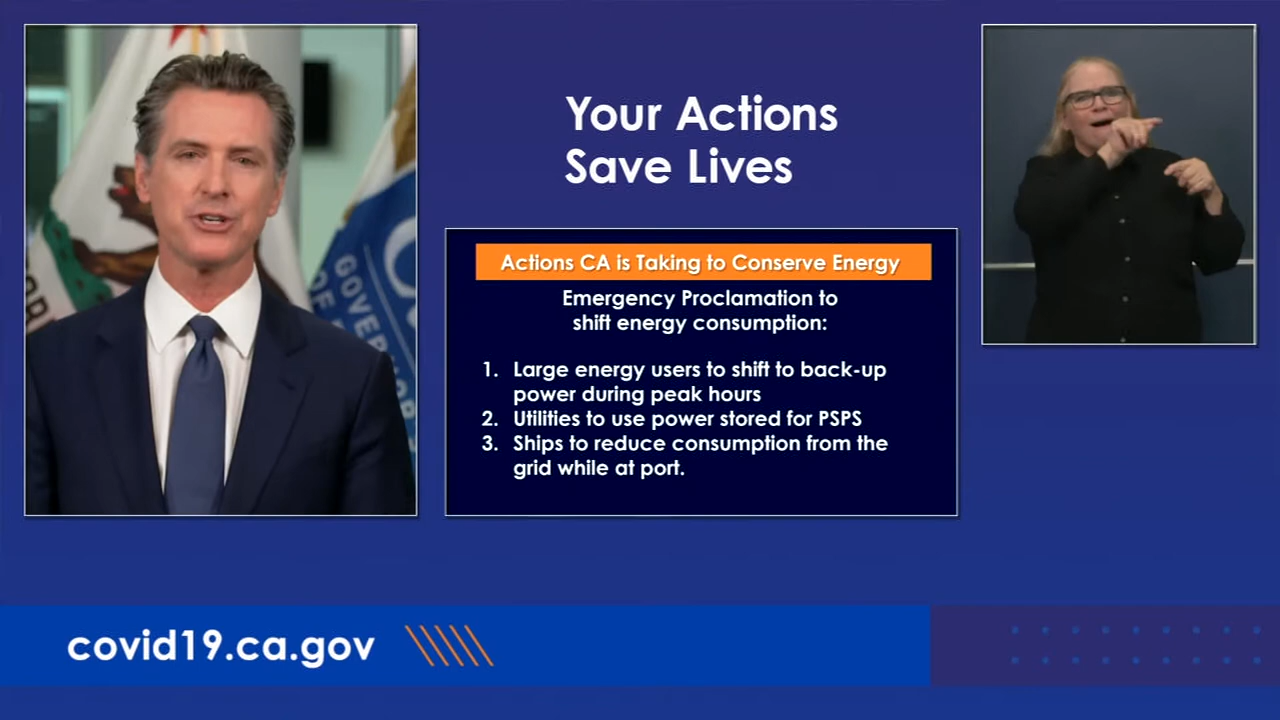 Your Actions
Save Lives
Actions CA is Taking to Conserve Energy
Emergency Proclamation to
shift energy consumption:
1. Large energy users to shift to back-up
power during peak hours
2. Utilities to use power stored for PSPS
3. Ships to reduce consumption from the
grid while at port.
covid19.ca.gov